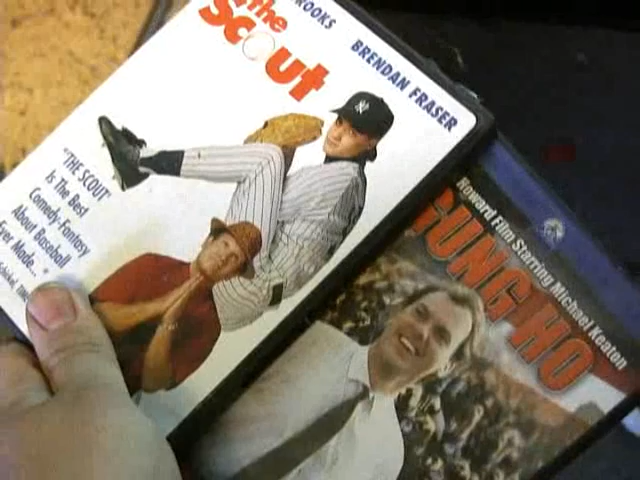 the
Scout
ROOKS
BRENDAN FRASER
"THE SCOUT"
Is The Best
Comedy-Fantasy
About Baseball
Ever Made...."
NY
Howard Film Starring Michael Keaton
GUNG HO